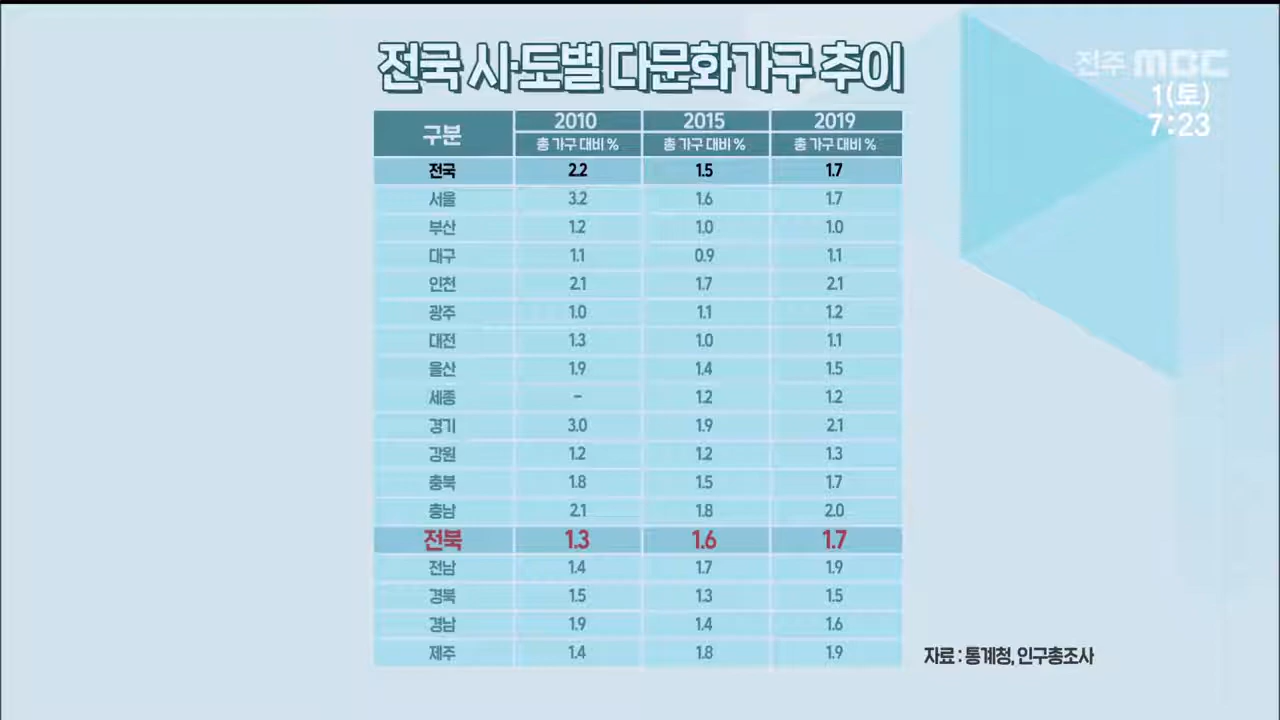 전국 시·도별 다문화가구 추이
전주 MBC
1(토)
7:23
구분 2010 2015 2019
총 가구 대비 % 총 가구 대비 % 총 가구 대비 %
전국 2.2 1.5 1.7
서울 3.2 1.6 1.7
부산 1.2 1.0 1.0
대구 1.1 0.9 1.1
인천 2.1 1.7 2.1
광주 1.0 1.1 1.2
대전 1.3 1.0 1.1
울산 1.9 1.4 1.5
세종 - 1.2 1.2
경기 3.0 1.9 2.1
강원 1.2 1.2 1.3
충북 1.8 1.5 1.7
충남 2.1 1.8 2.0
전북 1.3 1.6 1.7
전남 1.4 1.7 1.9
경북 1.5 1.3 1.5
경남 1.9 1.4 1.6
제주 1.4 1.8 1.9
자료 : 통계청, 인구총조사